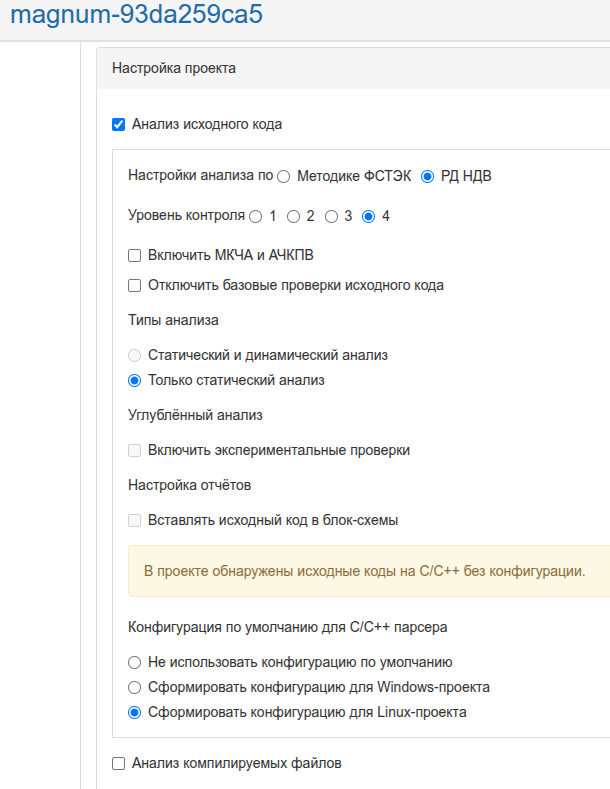 magnum-93da259ca5
Настройка проекта
Анализ исходного кода
Настройки анализа по Методике ФСТЭК РД НДВ
Уровень контроля 1 2 3 4
Включить МКЧА и АЧКПВ
Отключить базовые проверки исходного кода
Типы анализа
Статический и динамический анализ
Только статический анализ
Углублённый анализ
Включить экспериментальные проверки
Настройка отчётов
Вставлять исходный код в блок-схемы
В проекте обнаружены исходные коды на C/C++ без конфигурации.
Конфигурация по умолчанию для C/C++ парсера
Не использовать конфигурацию по умолчанию
Сформировать конфигурацию для Windows-проекта
Сформировать конфигурацию для Linux-проекта
Анализ компилируемых файлов